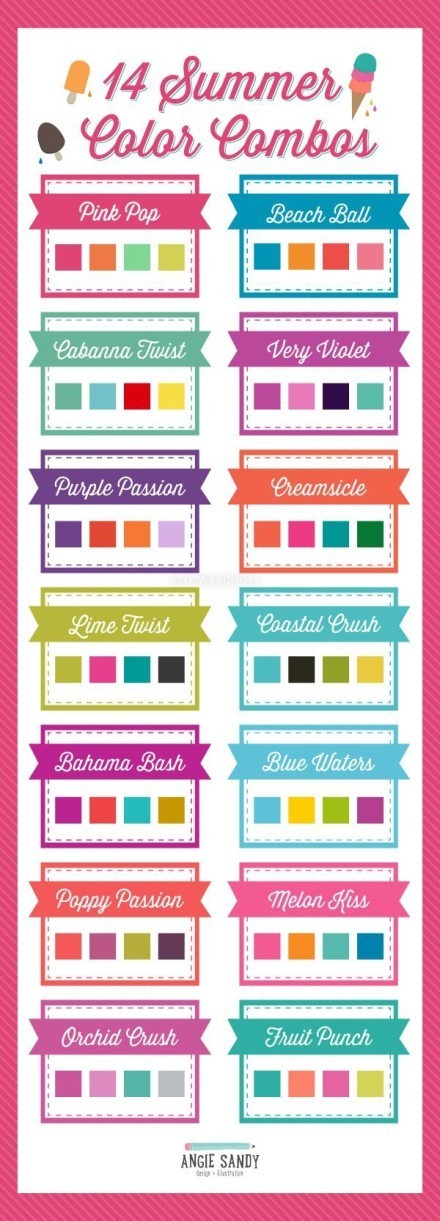 14 Summer
Color Combos
Pink Pop
Beach Ball
Cabanna Twist
Very Violet
Purple Passion
Creamsicle
Lime Twist
Coastal Crush
Bahama Bash
Blue Waters
Poppy Passion
Melon Kiss
Orchid Crush
Fruit Punch
ANGIE SANDY
design + illustration